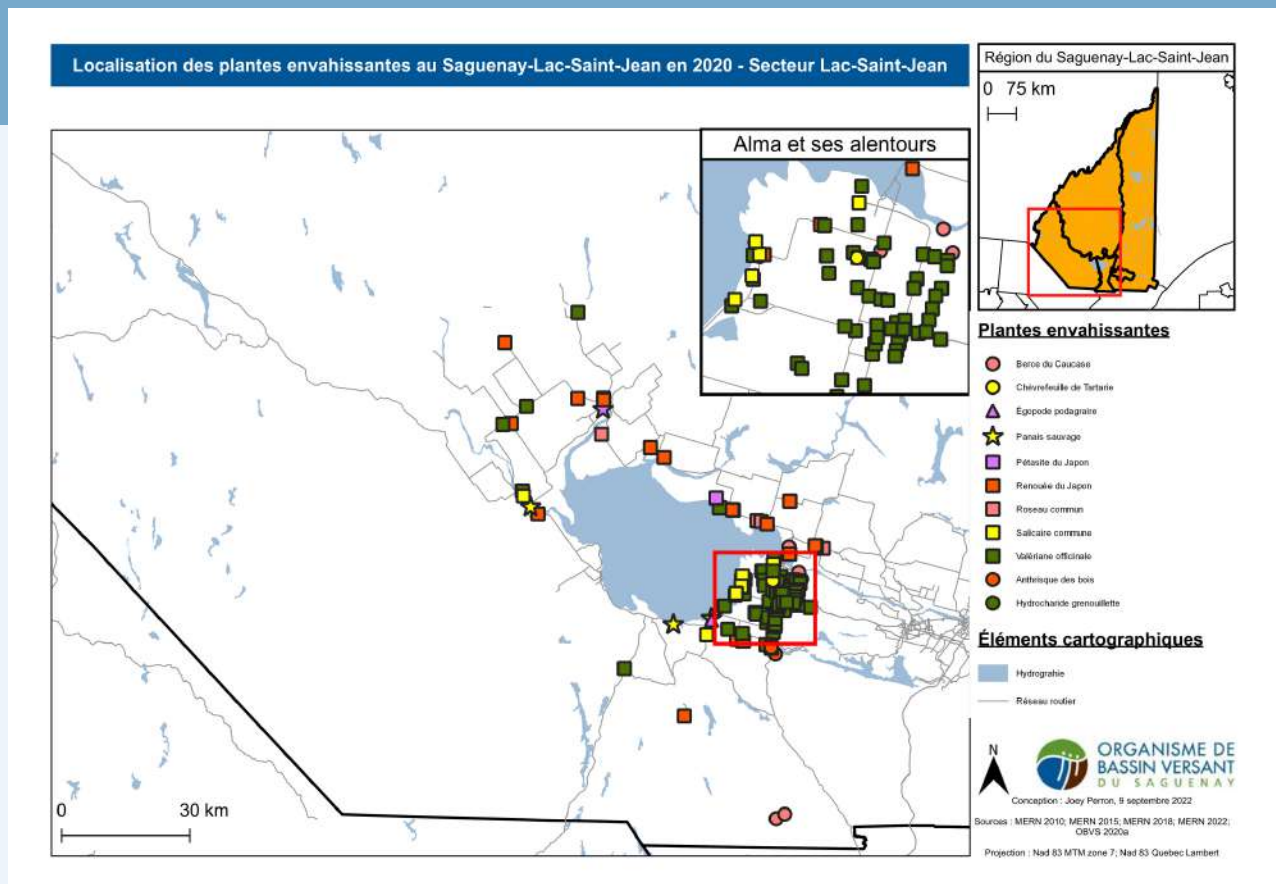 Localisation des plantes envahissantes au Saguenay-Lac-Saint-Jean en 2020 - Secteur Lac-Saint-Jean
Région du Saguenay-Lac-Saint-Jean
0 75 km
Alma et ses alentours
Plantes envahissantes
Berce du Caucase
Chèvrefeuille de Tartarie
Égopode podagraire
Panais sauvage
Pétasite du Japon
Renouée du Japon
Roseau commun
Salicaire commune
Valériane officinale
Anthrisque des bois
Hydrocharide grenouillette
Éléments cartographiques
Hydrograhie
Réseau routier
0 30 km
N
ORGANISME DE
BASSIN VERSANT
DU SAGUENAY
Conception : Joey Perron, 9 septembre 2022
Sources : MERN 2010; MERN 2015; MERN 2018; MERN 2022;
OBVS 2020a
Projection : Nad 83 MTM zone 7; Nad 83 Quebec Lambert